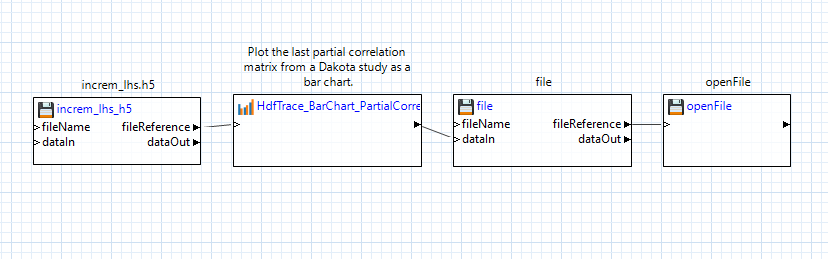 increm_lhs.h5
increm_lhs_h5
fileName fileReference
dataIn dataOut
Plot the last partial correlation
matrix from a Dakota study as a
bar chart.
HdfTrace_BarChart_PartialCorre
file
file
fileName fileReference
dataIn dataOut
openFile
openFile